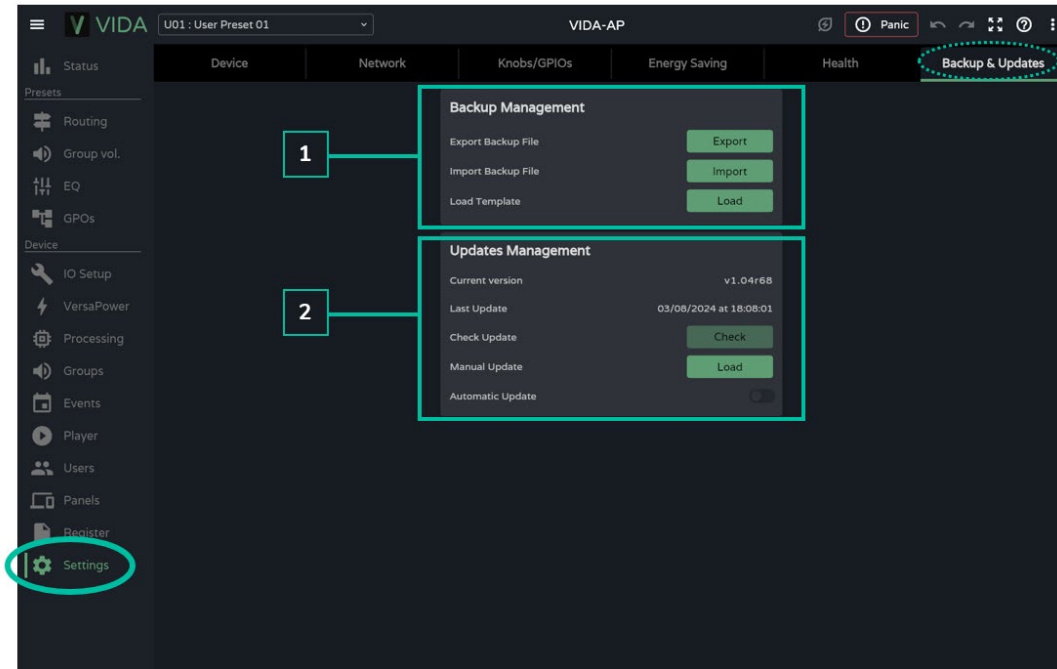 VIDA U01 : User Preset 01 VIDA-AP Panic
Status Device Network Knobs/GPIOs Energy Saving Health Backup & Updates
Presets
Routing
Group vol.
EQ
GPOs
Device
IO Setup
VersaPower
Processing
Groups
Events
Player
Users
Panels
Register
Settings
1
Backup Management
Export Backup File Export
Import Backup File Import
Load Template Load
2
Updates Management
Current version v1.04r68
Last Update 03/08/2024 at 18:08:01
Check Update Check
Manual Update Load
Automatic Update